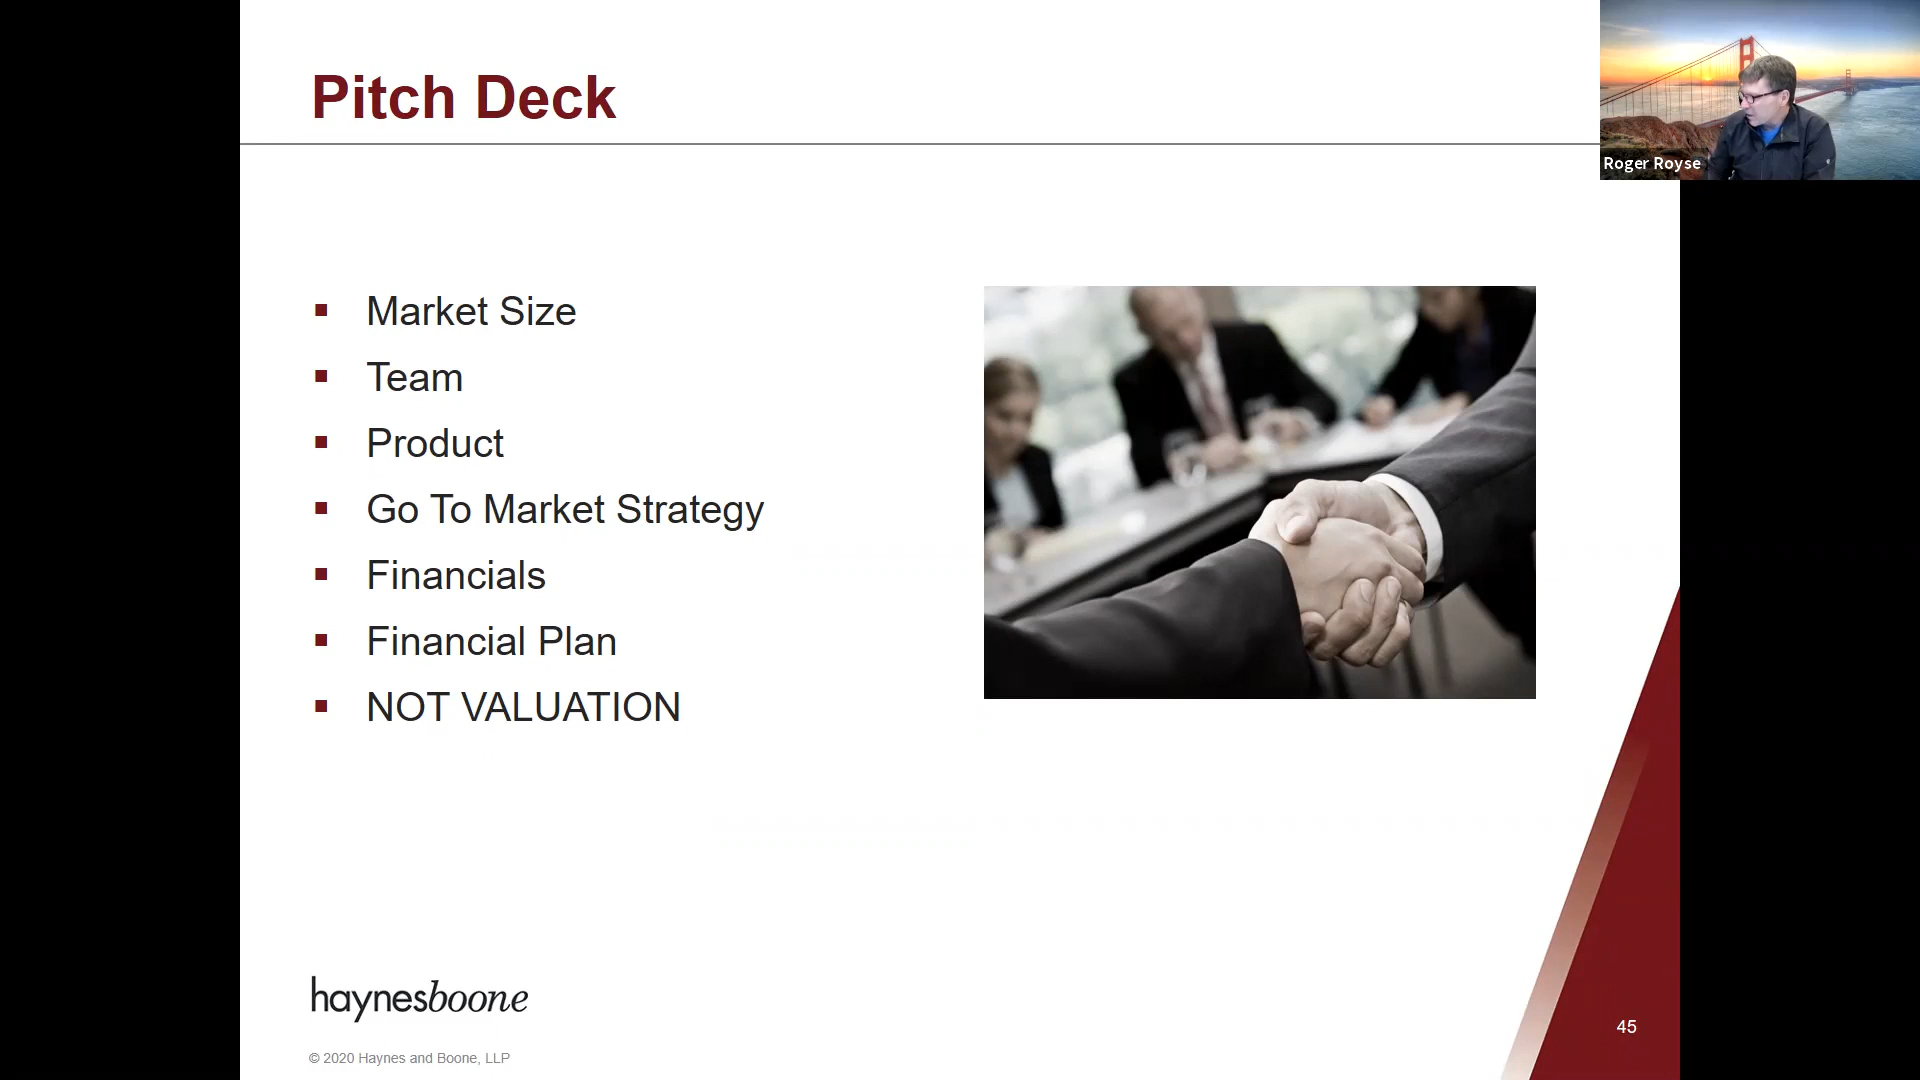 Pitch Deck
Roger Royse
Market Size
Team
Product
Go To Market Strategy
Financials
Financial Plan
NOT VALUATION
haynesboone
© 2020 Haynes and Boone, LLP
45